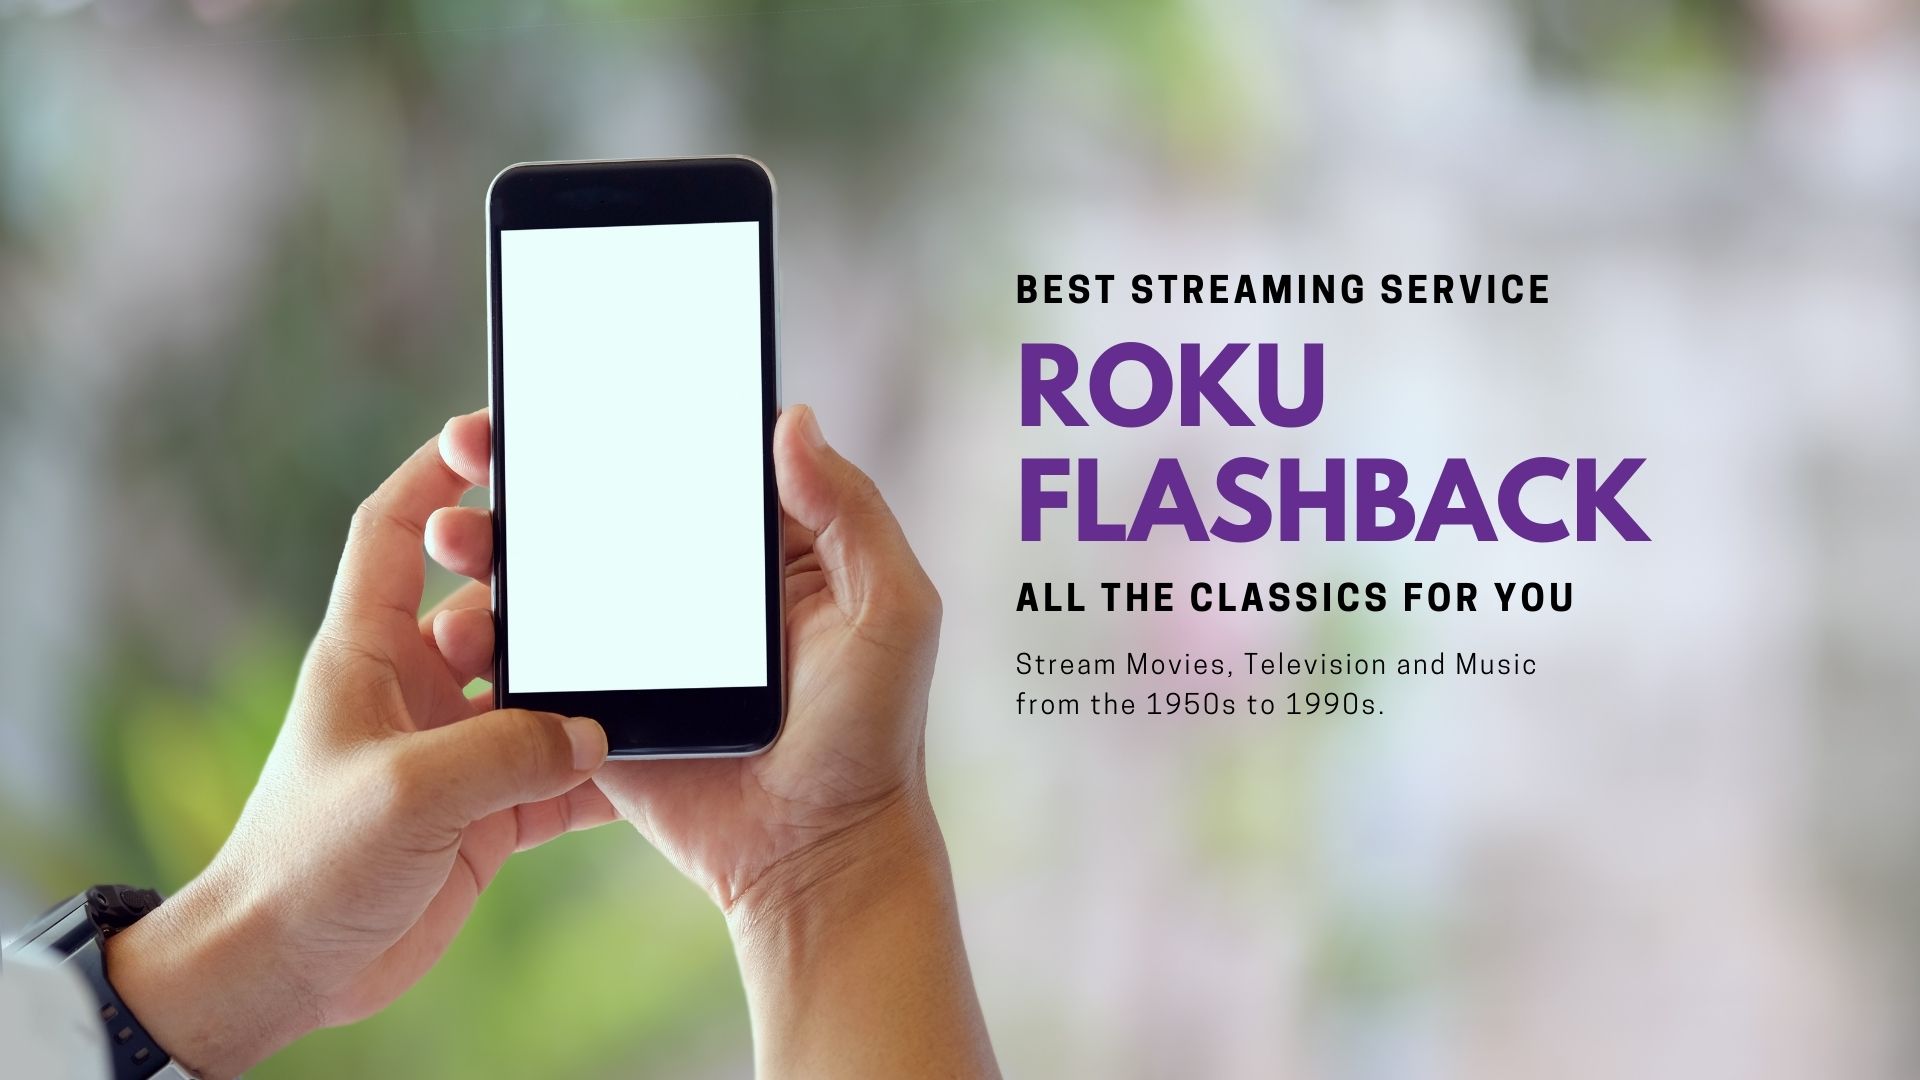 BEST STREAMING SERVICE
ROKU
FLASHBACK
ALL THE CLASSICS FOR YOU
Stream Movies, Television and Music
from the 1950s to 1990s.